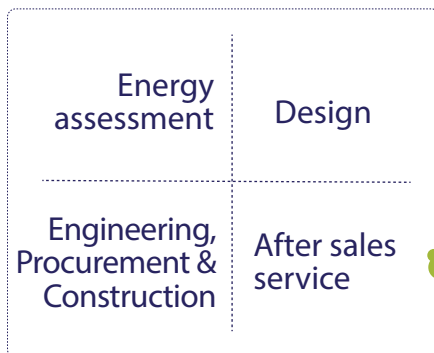 Energy
assessment
Design
Engineering,
Procurement &
Construction
After sales
service